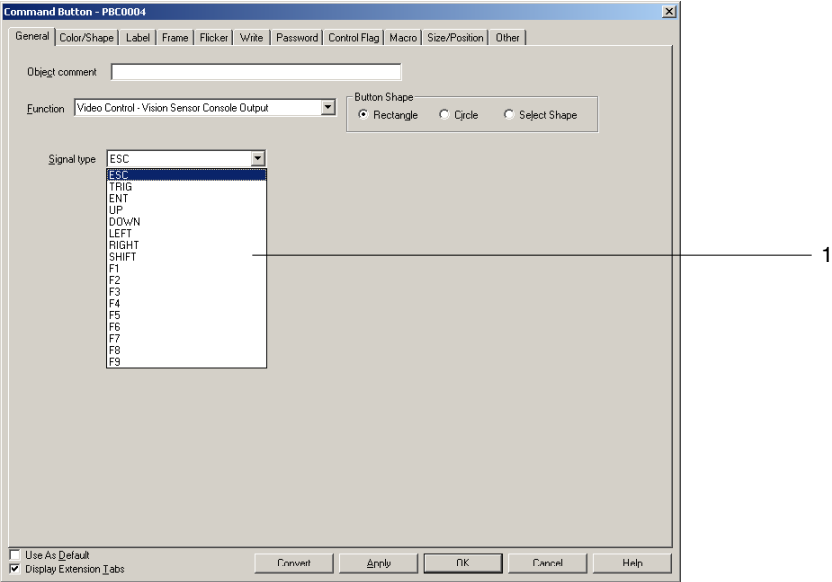 Command Button - PBC0004
General Color/Shape Label Frame Flicker Write Password Control Flag Macro Size/Position Other
Object comment
Function Video Control - Vision Sensor Console Output
Button Shape
Rectangle Circle Select Shape
Signal type ESC
ESC
TRIG
ENT
UP
DOWN
LEFT
RIGHT
SHIFT
F1
F2
F3
F4
F5
F6
F7
F8
F9
1
Use As Default
Display Extension Tabs
Convert Apply OK Cancel Help